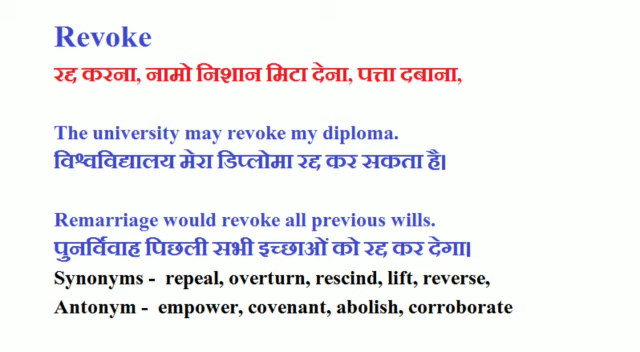 Revoke
रद्द करना, नामो निशान मिटा देना, पत्ता दबाना,
The university may revoke my diploma.
विश्वविद्यालय मेरा डिप्लोमा रद्द कर सकता है।
Remarriage would revoke all previous wills.
पुनर्विवाह पिछली सभी इच्छाओं को रद्द कर देगा।
Synonyms - repeal, overturn, rescind, lift, reverse,
Antonym - empower, covenant, abolish, corroborate